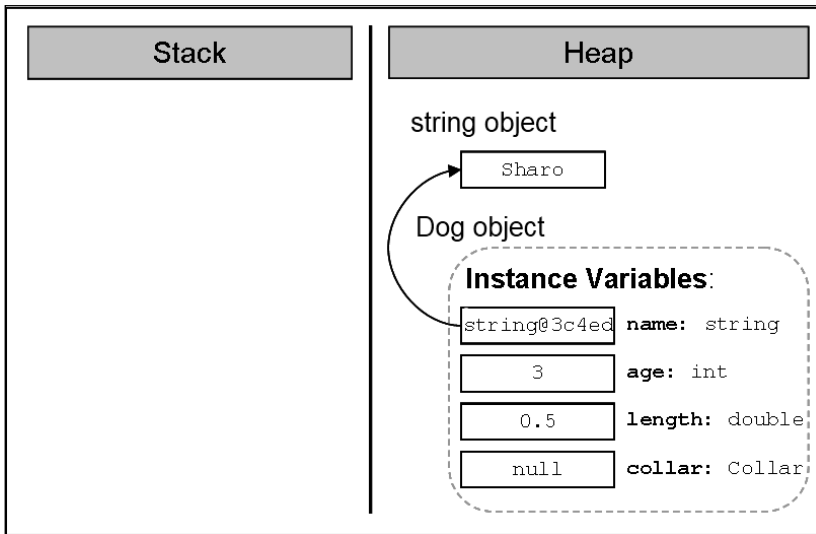 Stack
Heap
string object
Sharo
Dog object
Instance Variables:
string@3c4ed name: string
3 age: int
0.5 length: double
null collar: Collar